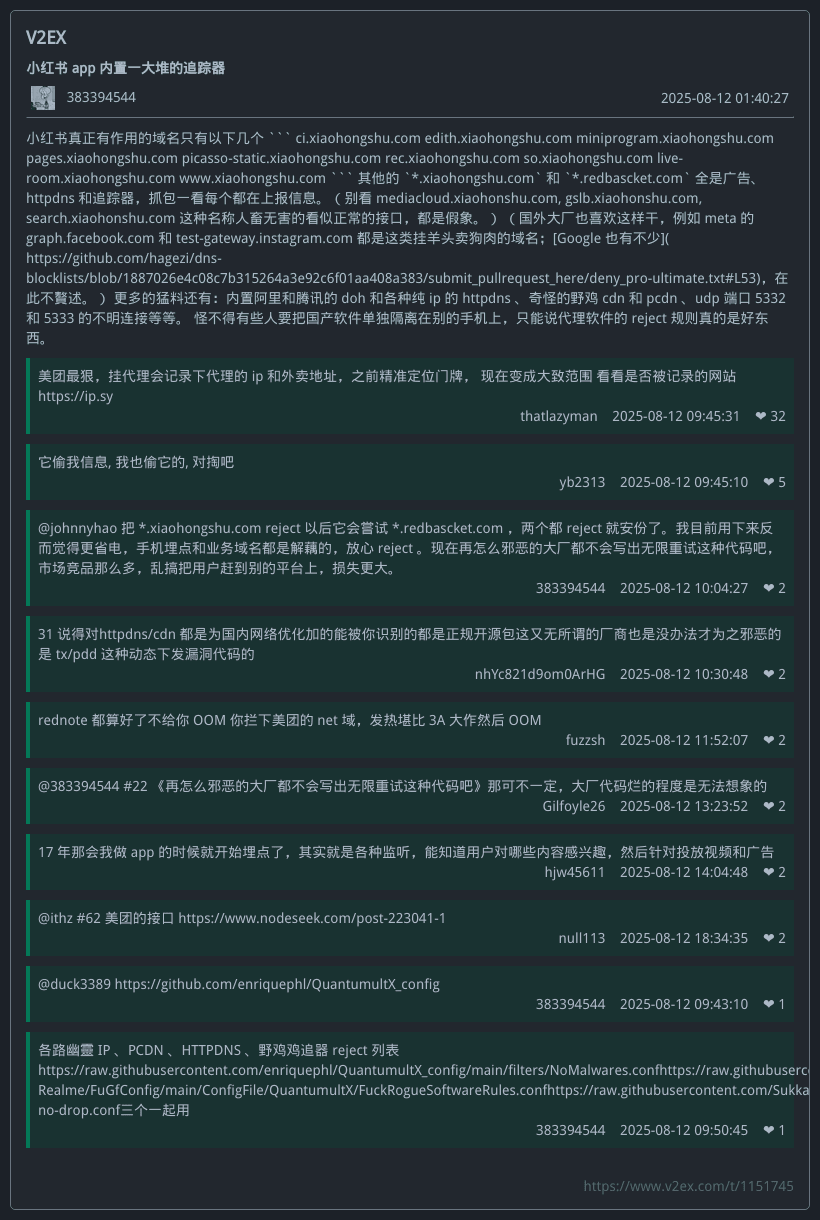 V2EX
小红书 app 内置一大堆的追踪器
383394544
2025-08-12 01:40:27
小红书真正有作用的域名只有以下几个 ``` ci.xiaohongshu.com edith.xiaohongshu.com miniprogram.xiaohongshu.com
pages.xiaohongshu.com picasso-static.xiaohongshu.com rec.xiaohongshu.com so.xiaohongshu.com live-
room.xiaohongshu.com www.xiaohongshu.com ``` 其他的 `*.xiaohongshu.com` 和 `*.redbascket.com` 全是广告、
httpdns 和追踪器，抓包一看每个都在上报信息。（ 别看 mediacloud.xiaohonshu.com, gslb.xiaohonshum.com,
search.xiaohonshu.com 这种名称人畜无害的看似正常的接口，都是假象。 ）（ 国外大厂也喜欢这样干，例如 meta 的
graph.facebook.com 和 test-gateway.instagram.com 都是这类挂羊头卖狗肉的域名；[Google 也有不少](
https://github.com/hagezi/dns-
blocklists/blob/1887026e4c08c7b315264a3e92c6f01aa408a383/submit_pullrequest_here/deny_pro-ultimate.txt#L53)，在
此不赘述。 ）更多的猛料还有：内置阿里和腾讯的 doh 和各种纯 ip 的 httpdns 、奇怪的野鸡 cdn 和 pcdn 、udp 端口 5332
和 5333 的不明连接等等。 怪不得有些人要把国产软件单独隔离在别的手机上，只能说代理软件的 reject 规则真的是好东
西。
美团最狠，挂代理会记录下代理的 ip 和外卖地址，之前精准定位门牌， 现在变成大致范围 看看是否被记录的网站
https://ip.sy
thatlazyman 2025-08-12 09:45:31 ❤ 32
它偷我信息, 我也偷它的, 对掏吧
yb2313 2025-08-12 09:45:10 ❤ 5
@johnnyhao 把 *.xiaohongshu.com reject 以后它会尝试 *.redbascket.com ，两个都 reject 就安份了。我目前用下来反
而觉得更省电，手机埋点和业务域名都是解藕的，放心 reject 。现在再怎么邪恶的大厂都不会写出无限重试这种代码吧，
市场竞品那么多，乱搞把用户赶到别的平台上，损失更大。
383394544 2025-08-12 10:04:27 ❤ 2
31 说得对httpdns/cdn 都是为国内网络优化加的能被你识别的都是正规开源包这又无所谓的厂商也是没办法才为之邪恶的
是 tx/pdd 这种动态下发漏洞代码的
nhYc821d9om0ArHG 2025-08-12 10:30:48 ❤ 2
rednote 都算好了不给你 OOM 你拦下美团的 net 域，发热堪比 3A 大作然后 OOM
fuzzsh 2025-08-12 11:52:07 ❤ 2
@383394544 #22 《再怎么邪恶的大厂都不会写出无限重试这种代码吧》那可不一定，大厂代码烂的程度是无法想象的
Gilfoyle26 2025-08-12 13:23:52 ❤ 2
17 年那会我做 app 的时候就开始埋点了，其实就是各种监听，能知道用户对哪些内容感兴趣，然后针对投放视频和广告
hjw45611 2025-08-12 14:04:48 ❤ 2
@ithz #62 美团的接口 https://www.nodeseek.com/post-223041-1
null113 2025-08-12 18:34:35 ❤ 2
@duck3389 https://github.com/enriquephl/QuantumultX_config
383394544 2025-08-12 09:43:10 ❤ 1
各路幽靈 IP 、PCDN 、HTTPDNS 、野鸡鸡追踪器 reject 列表
https://raw.githubusercontent.com/enriquephl/QuantumultX_config/main/filters/NoMalwares.confhttps://raw.githubuserc
Realme/FuGfConfig/main/ConfigFile/QuantumultX/FuckRogueSoftwareRules.confhttps://raw.githubusercontent.com/Sukka
no-drop.conf三个一起用
383394544 2025-08-12 09:50:45 ❤ 1
https://www.v2ex.com/t/1151745